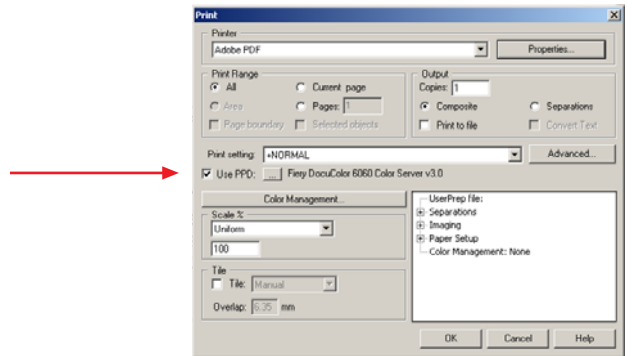 Print
Printer
Adobe PDF Properties...
Print Range Output
All Current page Copies: 1
Area Pages: 1 Composite Separations
Page boundary Selected objects Print to file Convert Text
Print setting: +NORMAL Advanced...
Use PPD: ... Fiery DocuColor 6060 Color Server v3.0
Color Management... UserPrep file:
Scale % Separations
Uniform Imaging
100 Paper Setup
Color Management: None
Tile
Tile: Manual
Overlap: 6.35 mm
OK Cancel Help